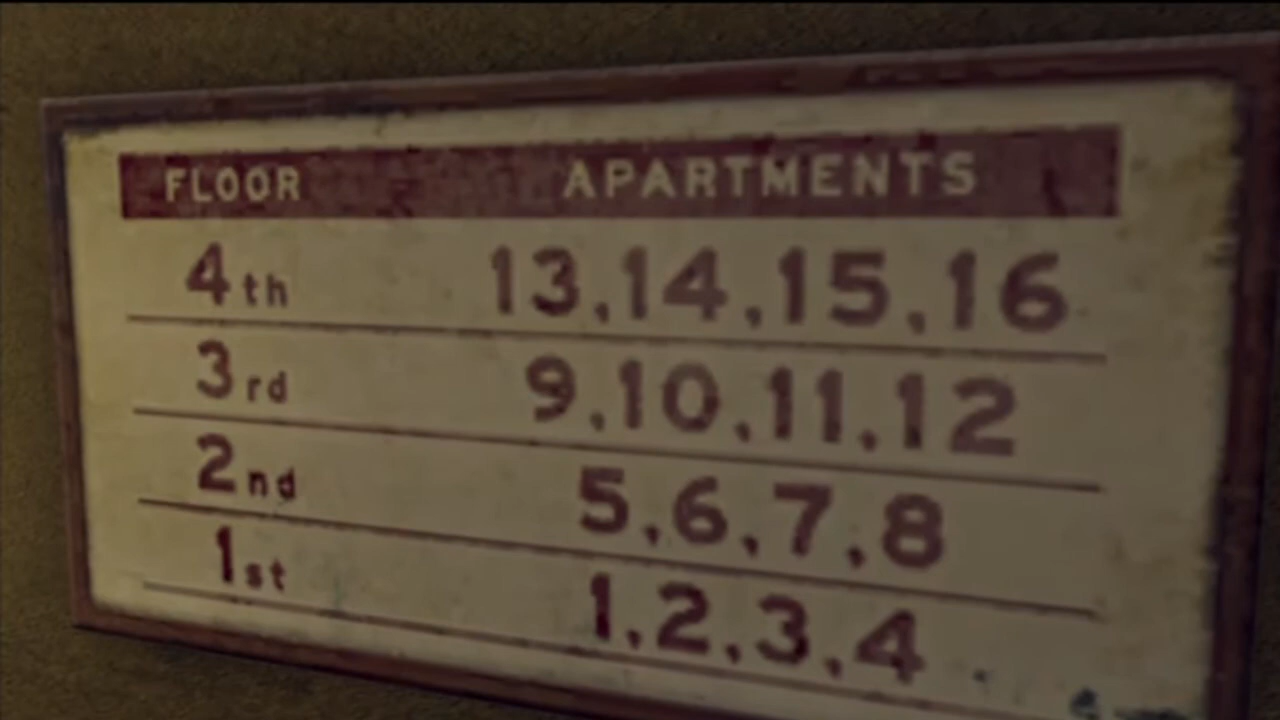 FLOOR APARTMENTS
4th 13,14,15,16
3rd 9,10,11,12
2nd 5,6,7,8
1st 1,2,3,4